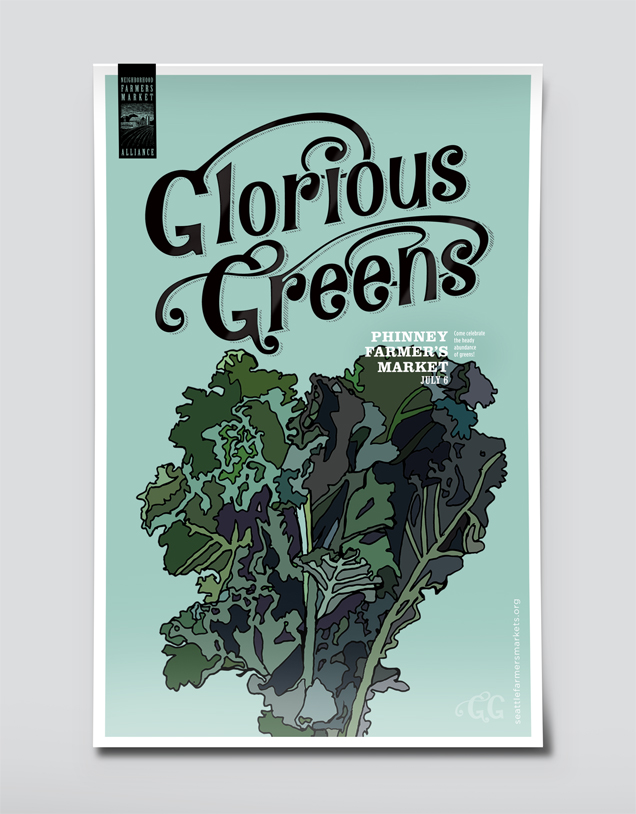 NEIGHBORHOOD
FARMERS
MARKET
ALLIANCE
Glorious
Greens
PHINNEY
FARMER'S
MARKET
JULY 6
Come celebrate
the heady
abundance
of greens!
seattlefarmersmarkets.org
GG